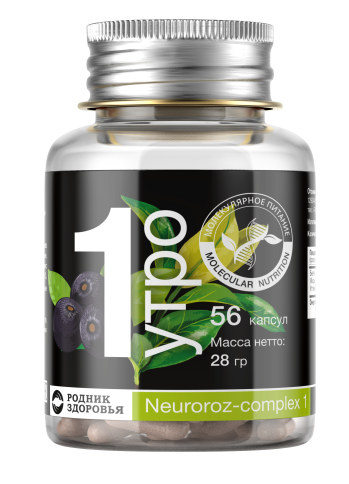 1
утро
МОЛЕКУЛЯРНОЕ ПИТАНИЕ
MOLECULAR NUTRITION
56 капсул
Масса нетто:
28 гр
РОДНИК
ЗДОРОВЬЯ
Neuroroz-complex 1